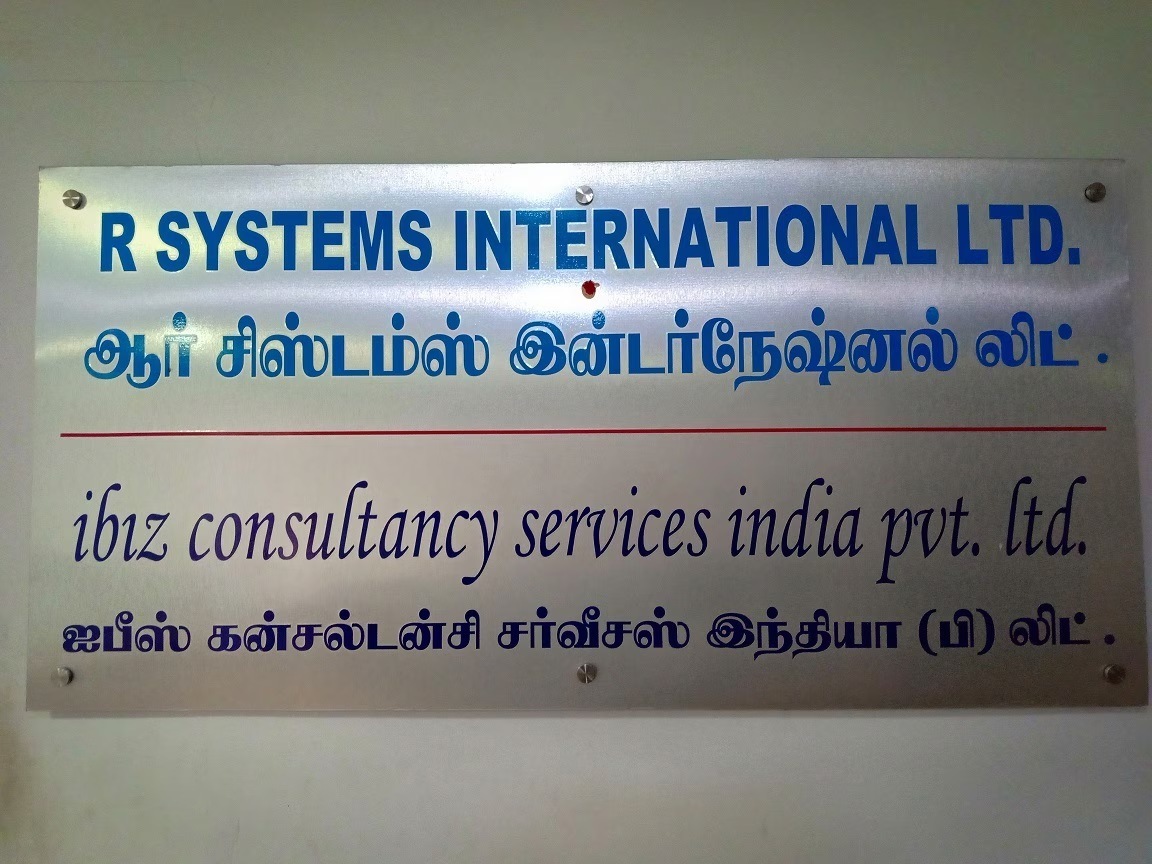 R SYSTEMS INTERNATIONAL LTD.
ஆர் சிஸ்டம்ஸ் இன்டர்நேஷ்னல் லிட் .
ibiz consultancy services india pvt. ltd.
ஐபீஸ் கன்சல்டன்சி சர்வீசஸ் இந்தியா (பி) லிட் .